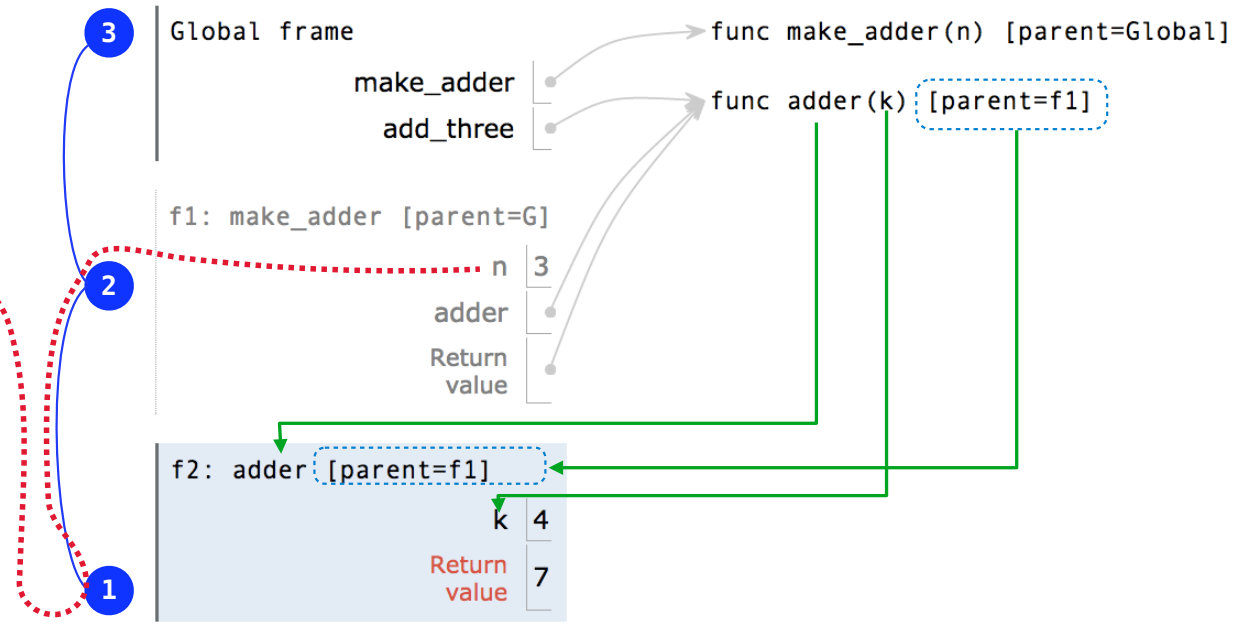 3
Global frame
func make_adder(n) [parent=Global]
make_adder
func adder(k) [parent=f1]
add_three
f1: make_adder [parent=G]
2
n 3
adder
Return
value
f2: adder [parent=f1]
k 4
1
Return
value
7